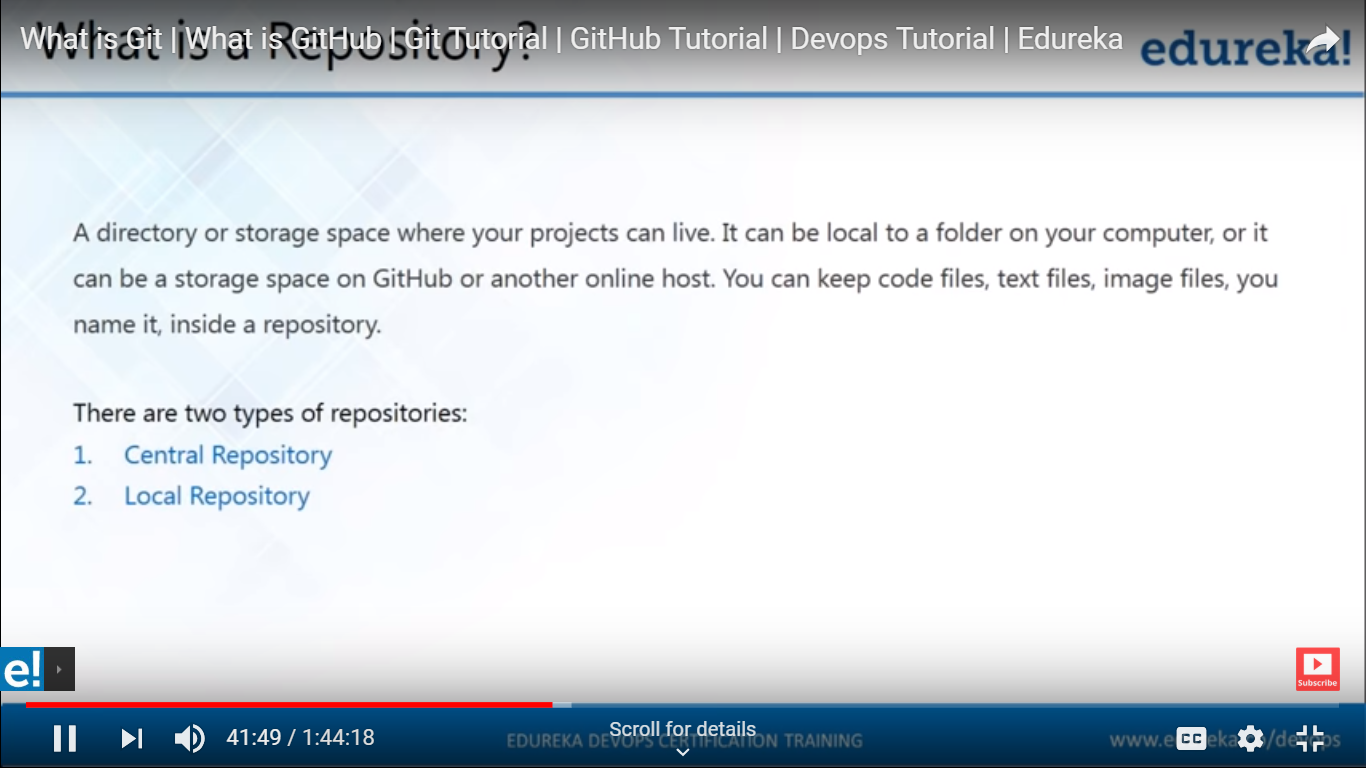 What is Git | What is GitHub | Git Tutorial | GitHub Tutorial | Devops Tutorial | Edureka
What is a Repository?
edureka!
A directory or storage space where your projects can live. It can be local to a folder on your computer, or it
can be a storage space on GitHub or another online host. You can keep code files, text files, image files, you
name it, inside a repository.
There are two types of repositories:
1. Central Repository
2. Local Repository
e!
Subscribe
41:49 / 1:44:18
Scroll for details
EDUREKA DEVOPS CERTIFICATION TRAINING
CC